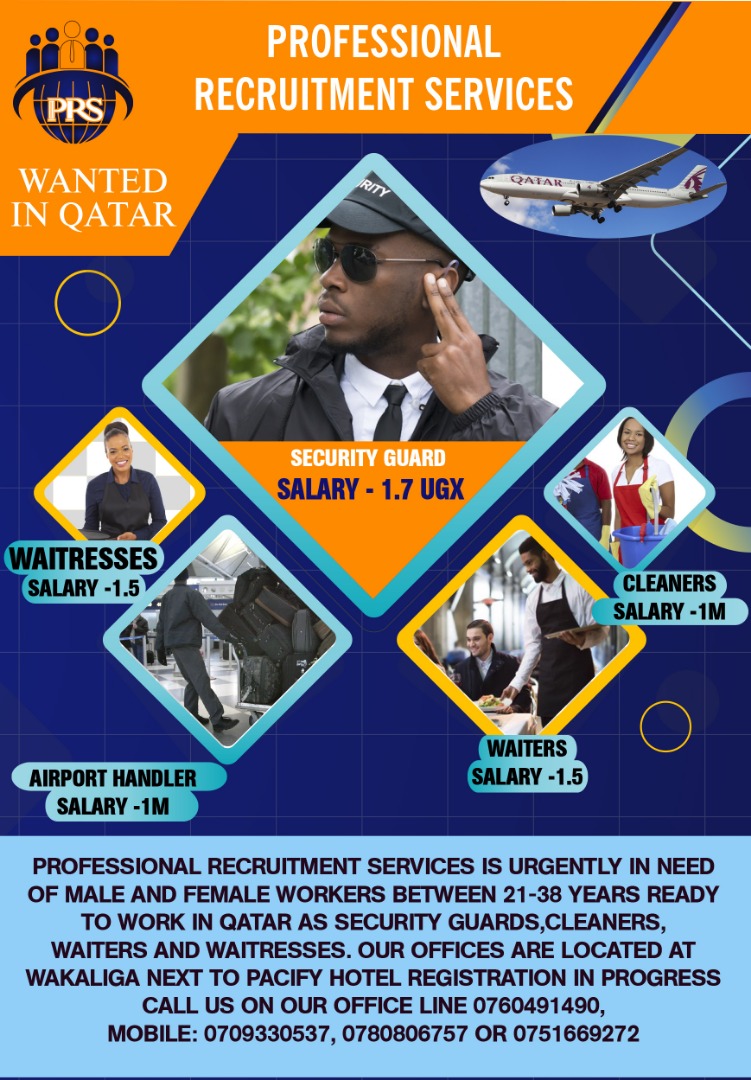 PROFESSIONAL
RECRUITMENT SERVICES
PRS
WANTED
IN QATAR
QATAR
RITY
SECURITY GUARD
SALARY - 1.7 UGX
WAITRESSES
SALARY -1.5
CLEANERS
SALARY -1M
AIRPORT HANDLER
SALARY -1M
WAITERS
SALARY -1.5
PROFESSIONAL RECRUITMENT SERVICES IS URGENTLY IN NEED
OF MALE AND FEMALE WORKERS BETWEEN 21-38 YEARS READY
TO WORK IN QATAR AS SECURITY GUARDS,CLEANERS,
WAITERS AND WAITRESSES. OUR OFFICES ARE LOCATED AT
WAKALIGA NEXT TO PACIFY HOTEL REGISTRATION IN PROGRESS
CALL US ON OUR OFFICE LINE 0760491490,
MOBILE: 0709330537, 0780806757 OR 0751669272